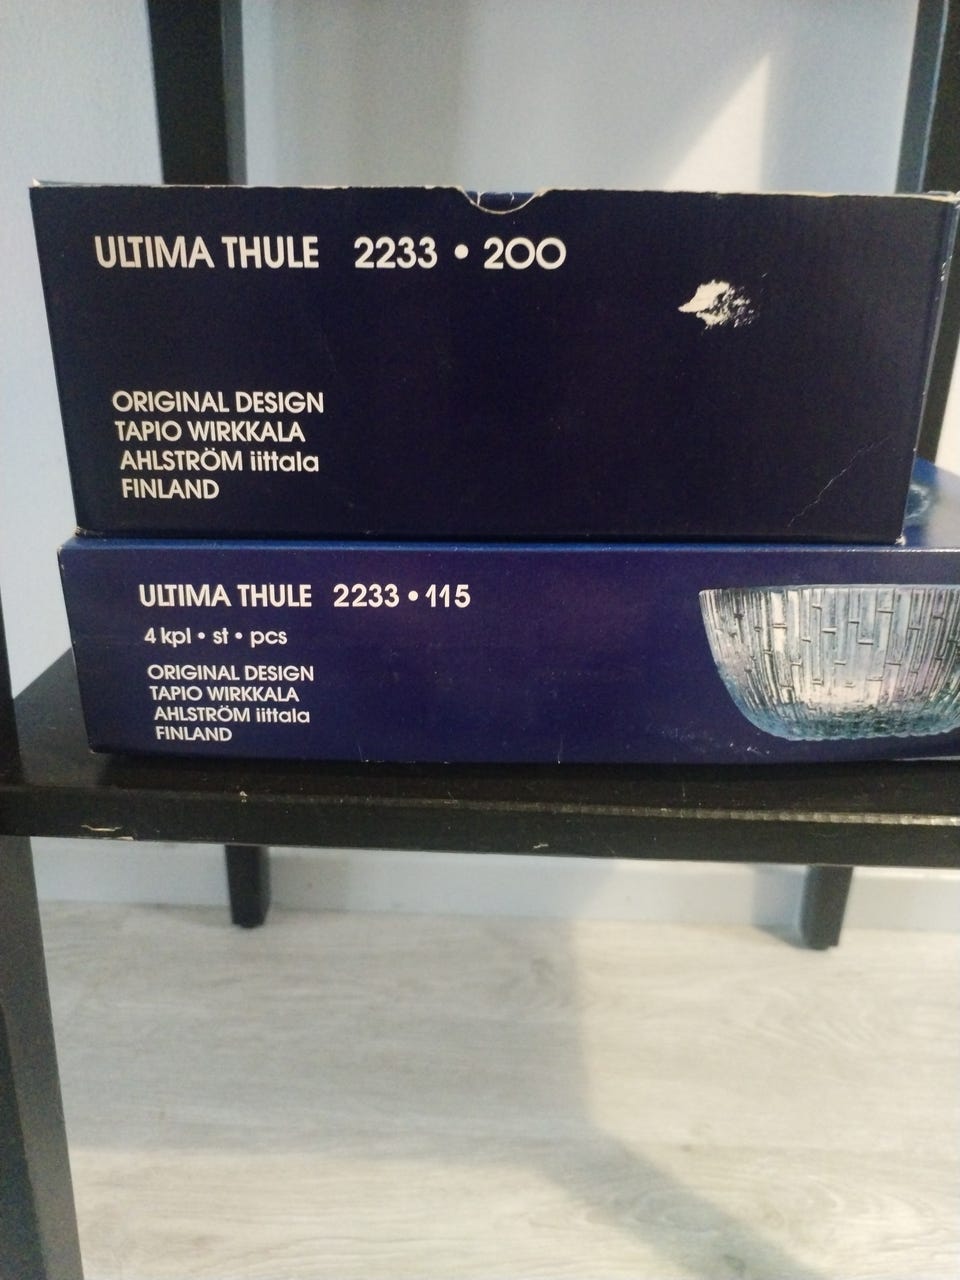 ULTIMA THULE 2233 • 200
ORIGINAL DESIGN
TAPIO WIRKKALA
AHLSTRÖM iittala
FINLAND
ULTIMA THULE 2233 • 115
4 kpl • st • pcs
ORIGINAL DESIGN
TAPIO WIRKKALA
AHLSTRÖM iittala
FINLAND